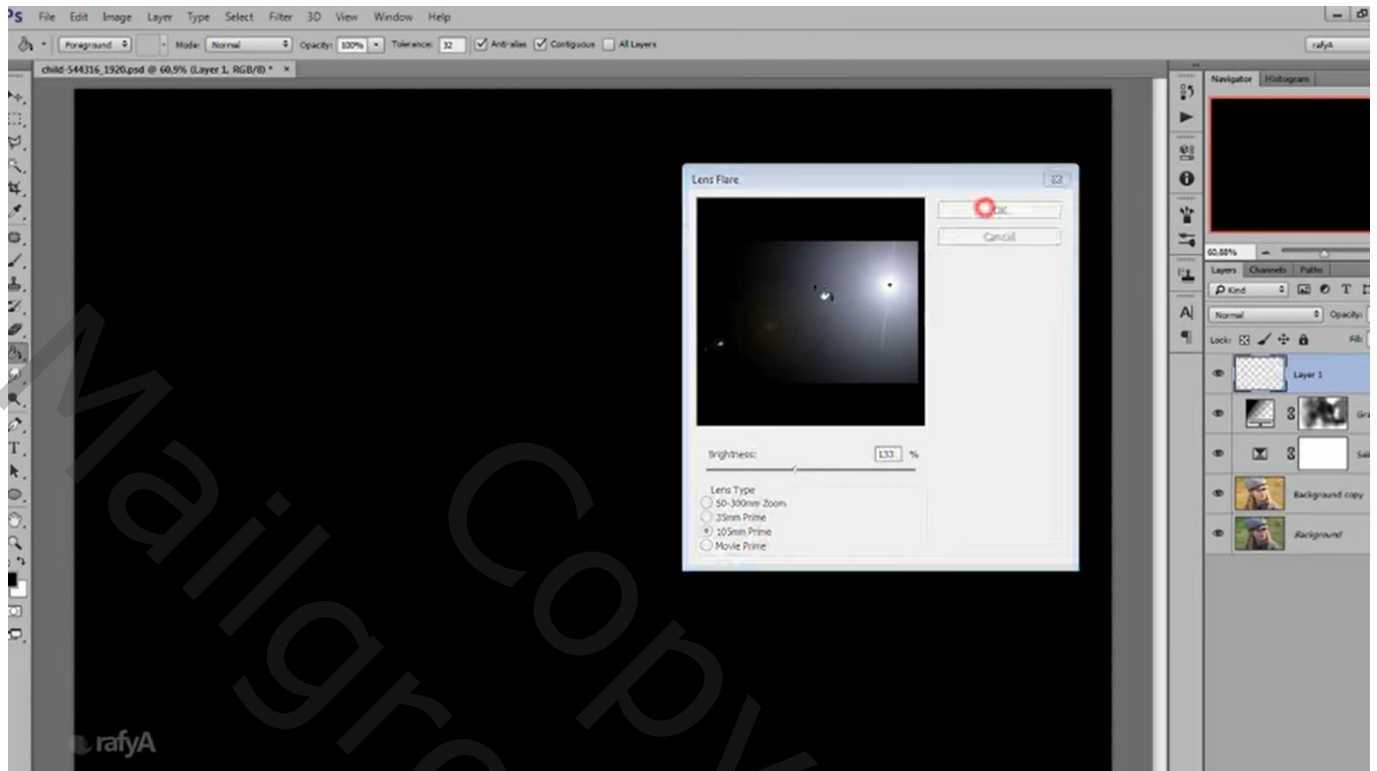 PS File Edit Image Layer Type Select Filter 3D View Window Help
Foreground Mode: Normal Opacity: 100% Tolerance: 32 Anti-alias Contiguous All Layers rafyA
child-544316_1920.psd @ 60,9% (Layer 1, RGB/8) * ×
Navigator Histogram
Lens Flare
OK
Cancel
60,88%
Layers Channels Paths
Kind T
Normal Opacity:
Lock: Fill:
Layer 1
Gra
Brightness: 133 %
Background copy
Lens Type
50-300mm Zoom
35mm Prime
105mm Prime
Movie Prime
Background
A
T
rafyA
Mailgr
Copy